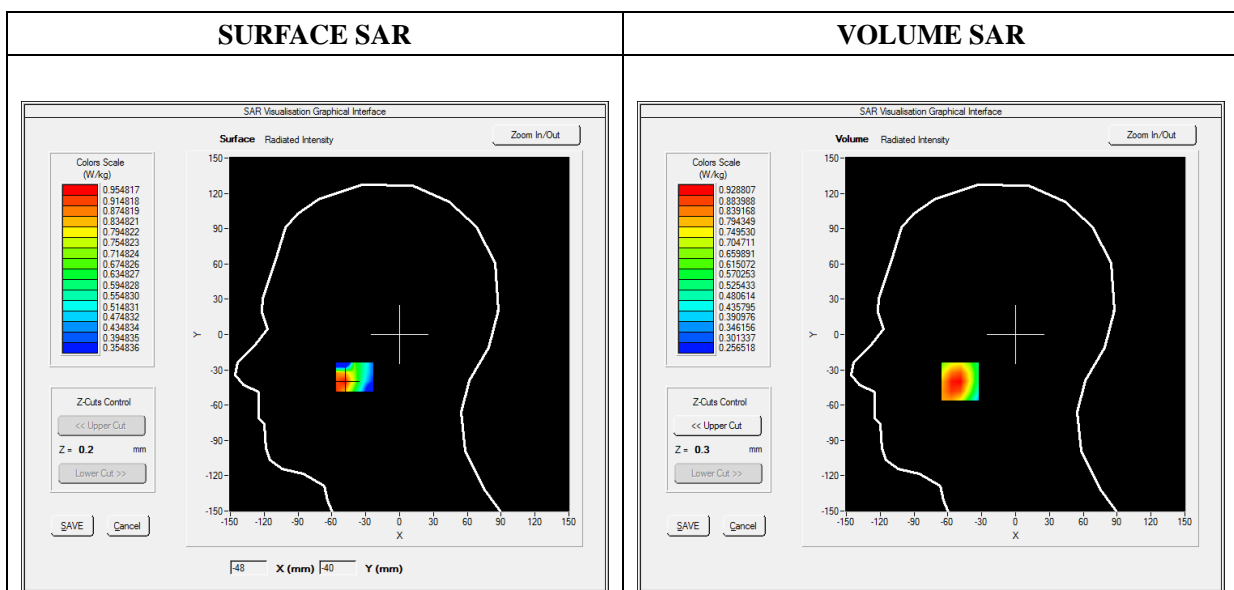 SURFACE SAR
VOLUME SAR
SAR Visualisation Graphical Interface
Surface Radiated Intensity
Zoom In/Out
Colors Scale
(W/kg)
0.954817
0.914818
0.874819
0.834821
0.794822
0.754823
0.714824
0.674826
0.634827
0.594828
0.554830
0.514831
0.474832
0.434834
0.394835
0.354836
Z-Cuts Control
<< Upper Cut
Z = 0.2 mm
Lower Cut >>
SAVE Cancel
150
120
90
60
30
0
-30
-60
-90
-120
-150
Y
-150 -120 -90 -60 -30 0 30 60 90 120 150
X
-48 X (mm) -40 Y (mm)
SAR Visualisation Graphical Interface
Volume Radiated Intensity
Zoom In/Out
Colors Scale
(W/kg)
0.928807
0.883988
0.839168
0.794349
0.749530
0.704711
0.659891
0.615072
0.570253
0.525433
0.480614
0.435795
0.390976
0.346156
0.301337
0.256518
Z-Cuts Control
<< Upper Cut
Z = 0.3 mm
Lower Cut >>
SAVE Cancel
150
120
90
60
30
0
-30
-60
-90
-120
-150
Y
-150 -120 -90 -60 -30 0 30 60 90 120 150
X